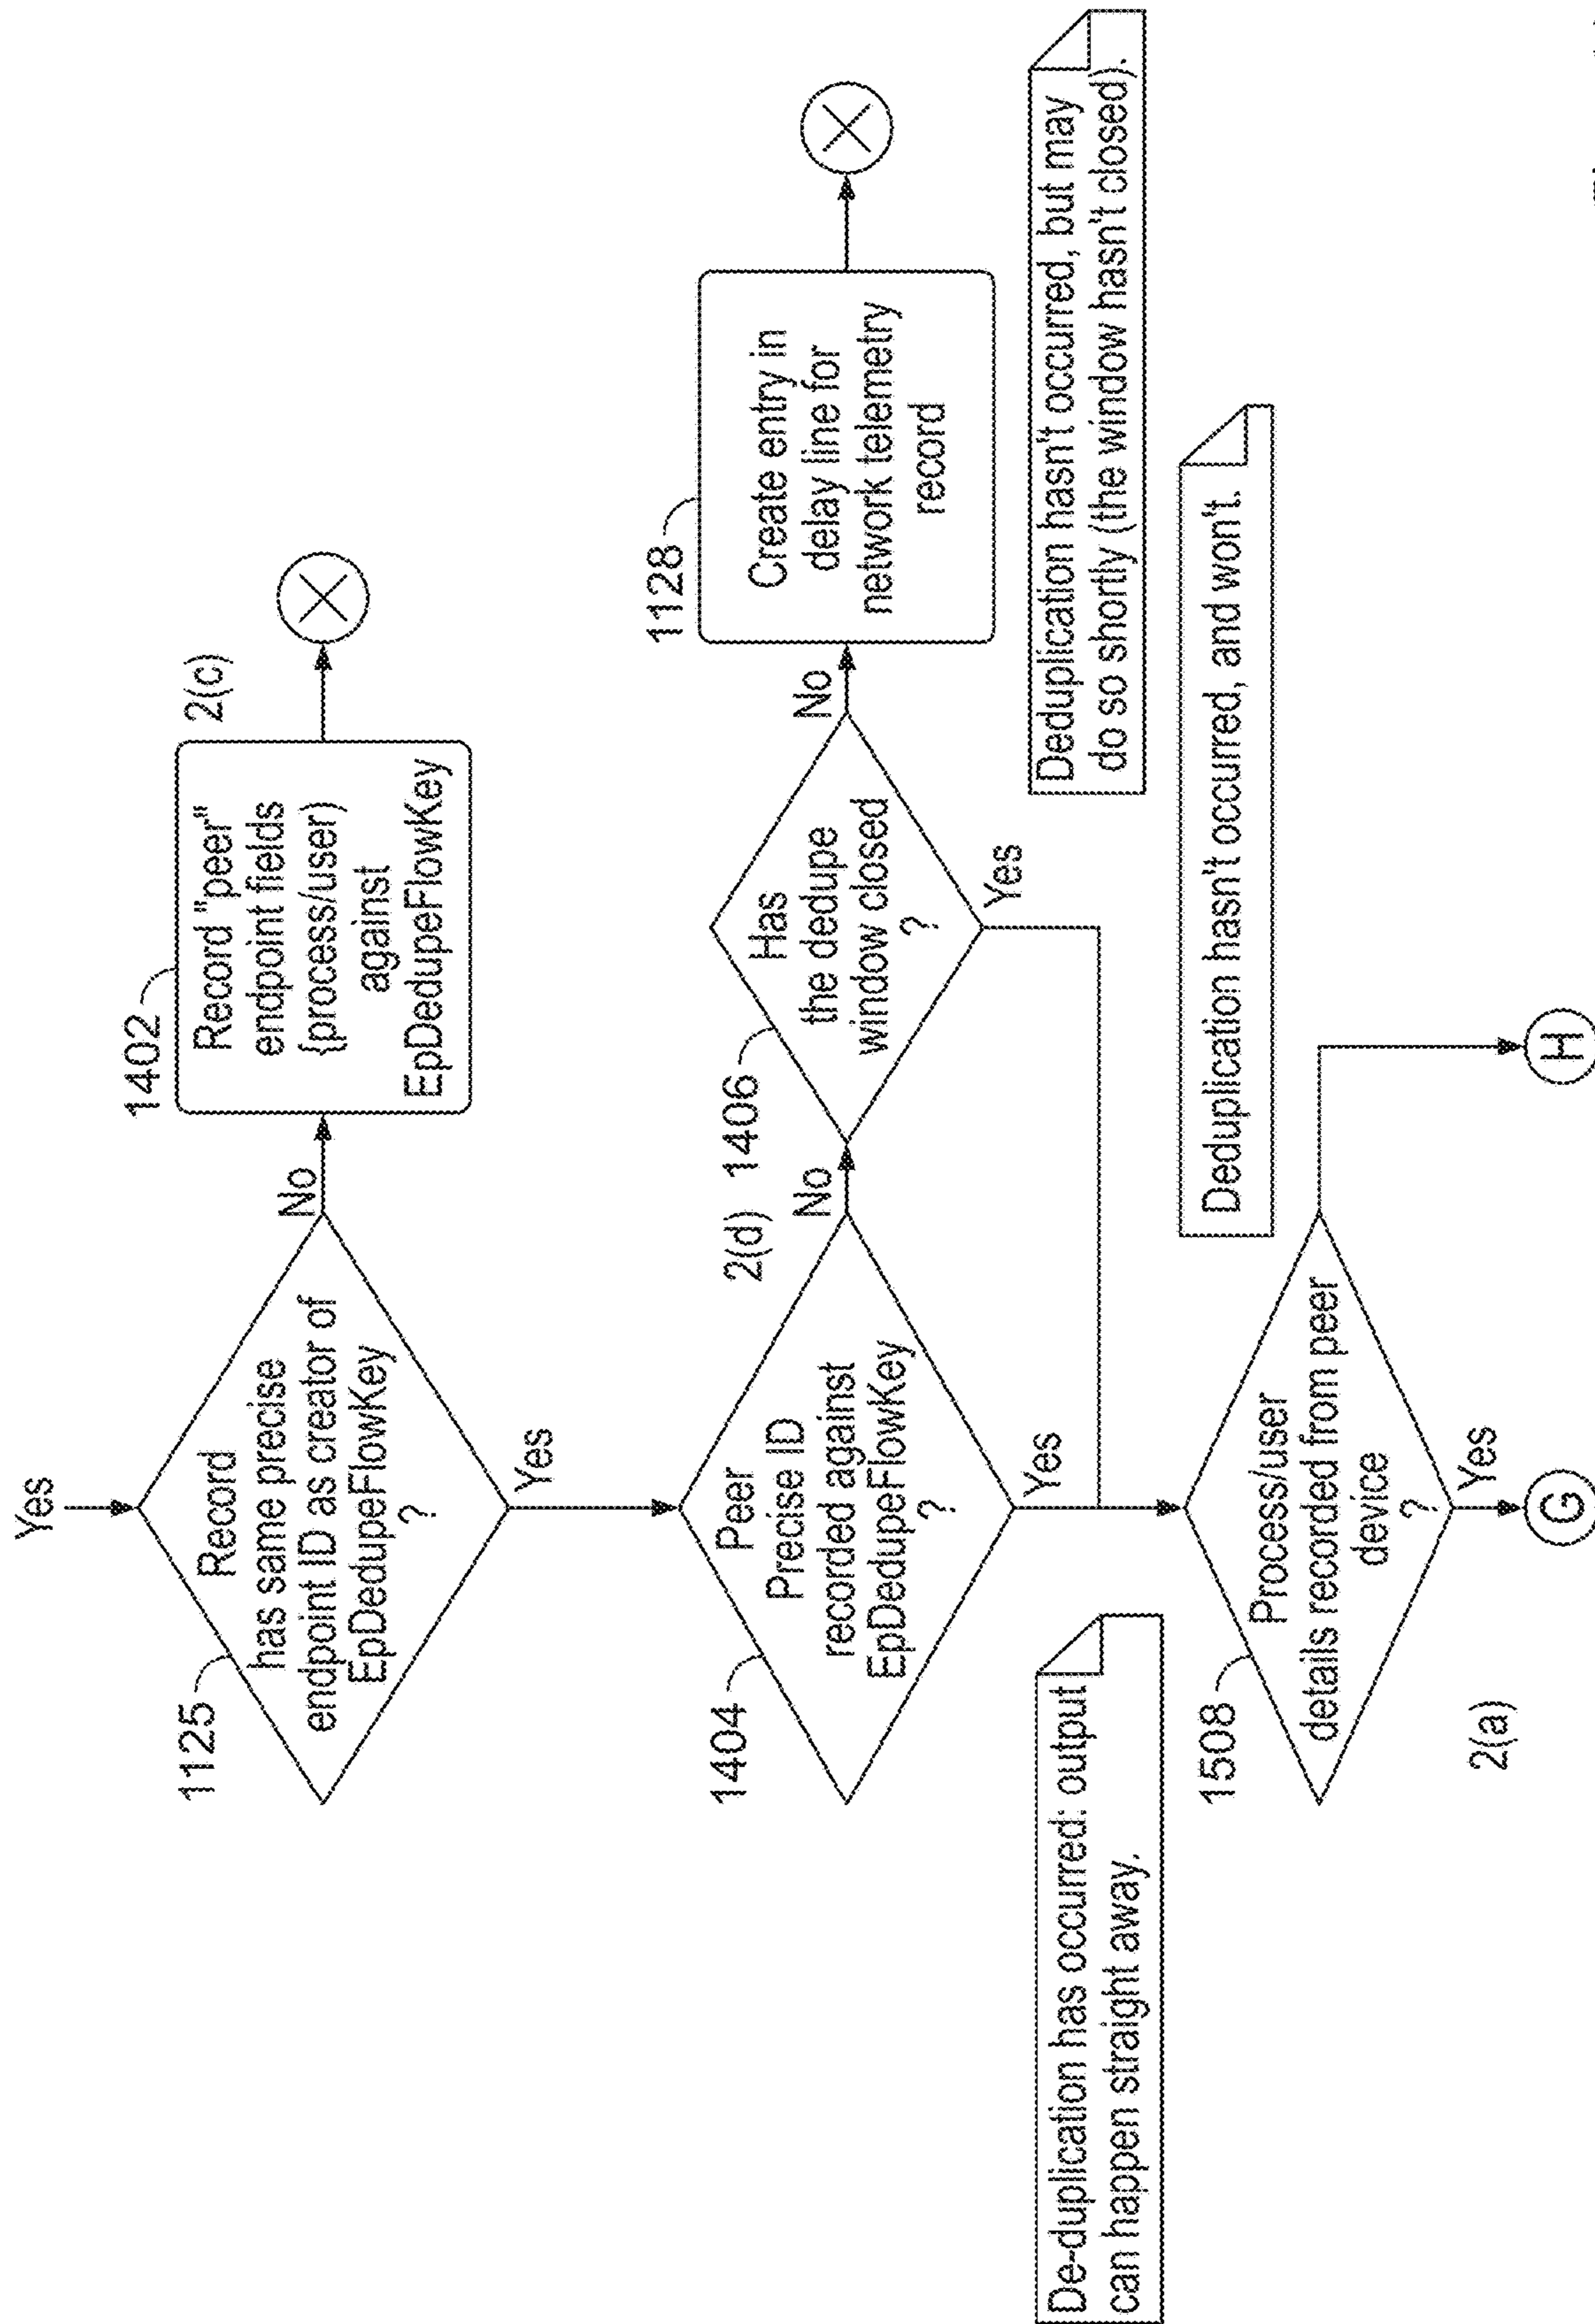 Yes
1125
Record
has same precise
endpoint ID as creator of
EpDedupeFlowKey
?
No
1402
Record "peer"
endpoint fields
{process/user)
against
EpDedupeFlowKey
2(c)
Yes
1404
Peer
Precise ID
recorded against
EpDedupeFlowKey
?
2(d)
No
1406
Has
the dedupe
window closed
?
No
1128
Create entry in
delay line for
network telemetry
record
Yes
Yes
De-duplication has occurred: output
can happen straight away.
Deduplication hasn't occurred, but may
do so shortly (the window hasn't closed).
Deduplication hasn't occurred, and won't.
1508
Process/user
details recorded from peer
device
?
2(a)
Yes
G
H